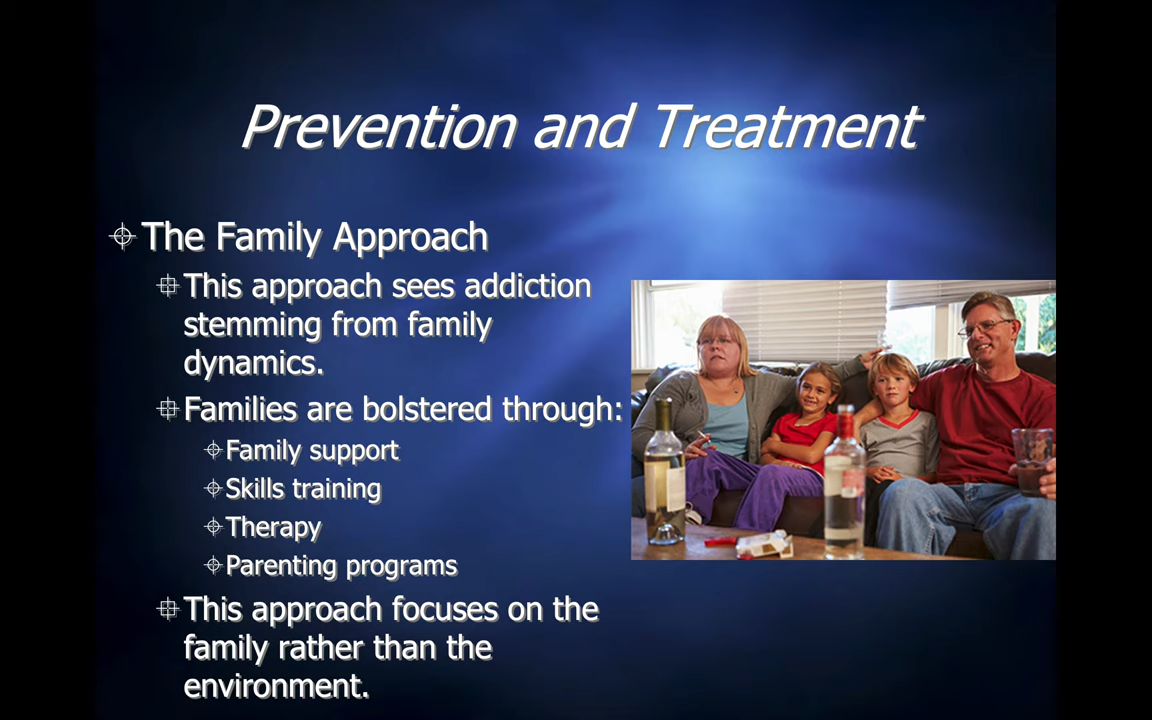 Prevention and Treatment
The Family Approach
This approach sees addiction
stemming from family
dynamics.
Families are bolstered through:
Family support
Skills training
Therapy
Parenting programs
This approach focuses on the
family rather than the
environment.